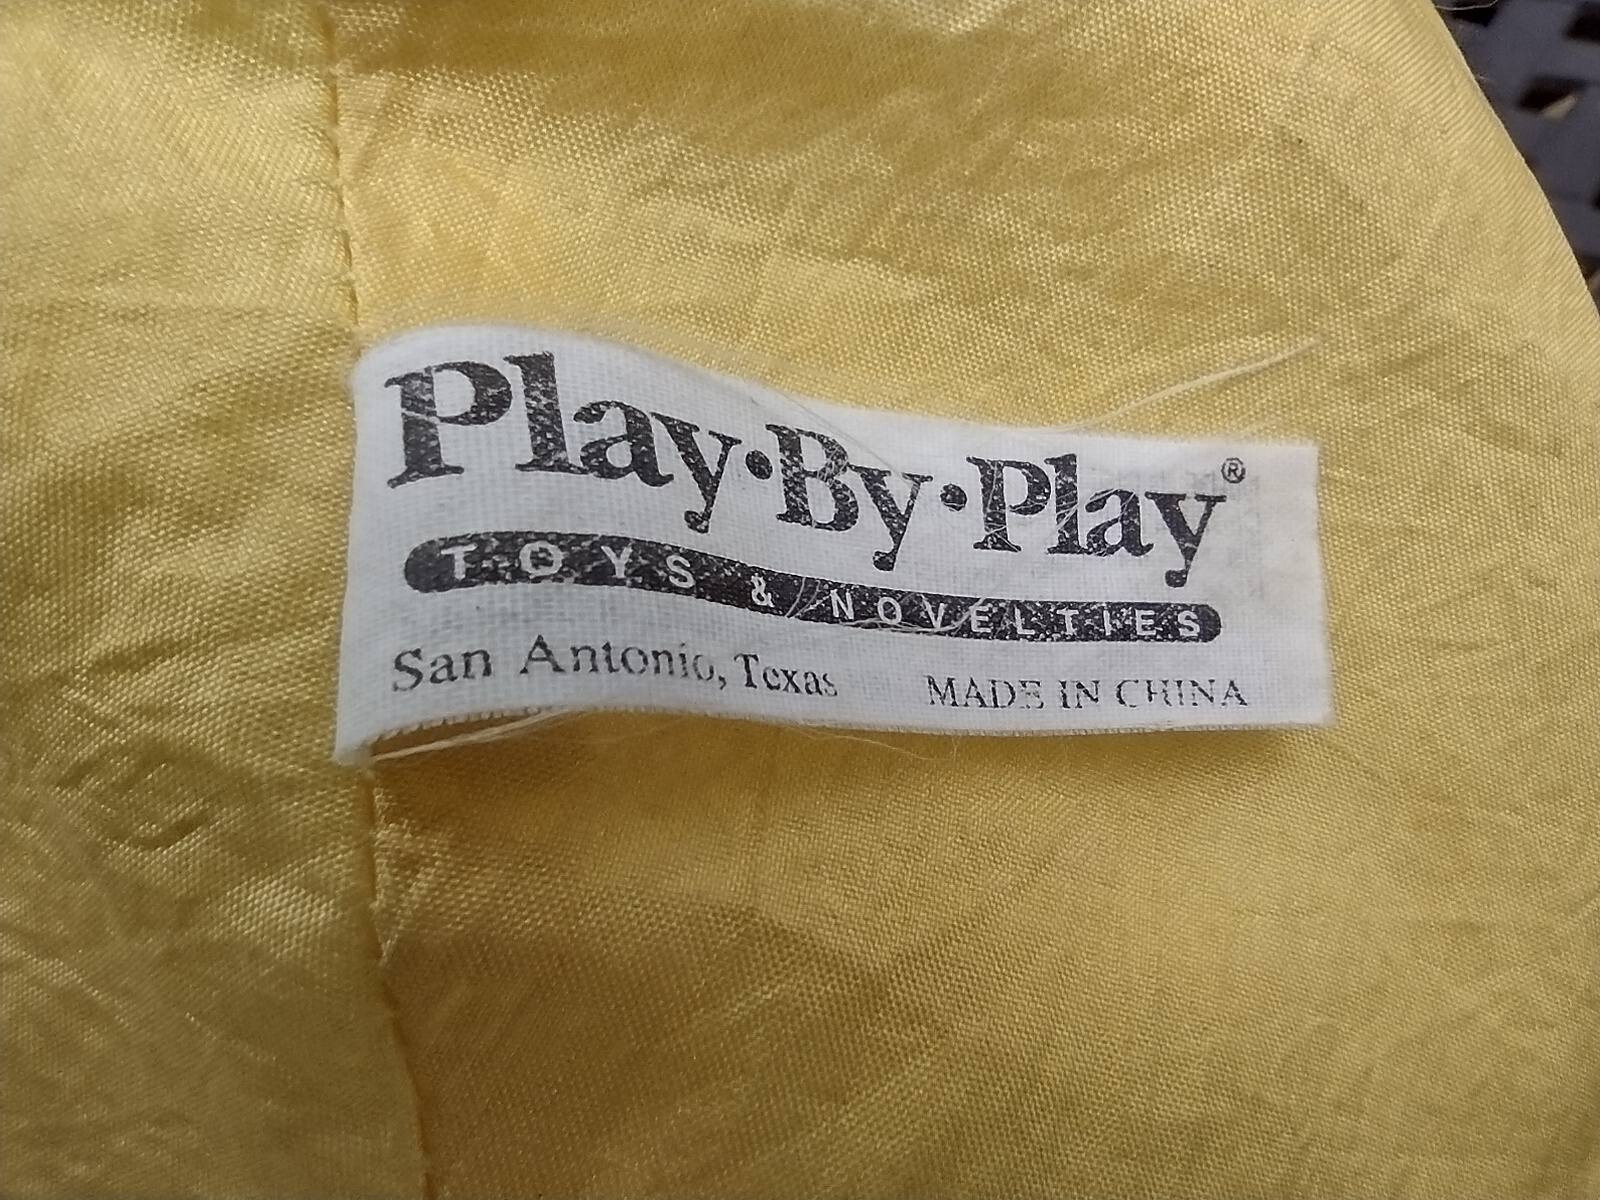 Play•By•Play®
TOYS & NOVELTIES
San Antonio, Texas MADE IN CHINA